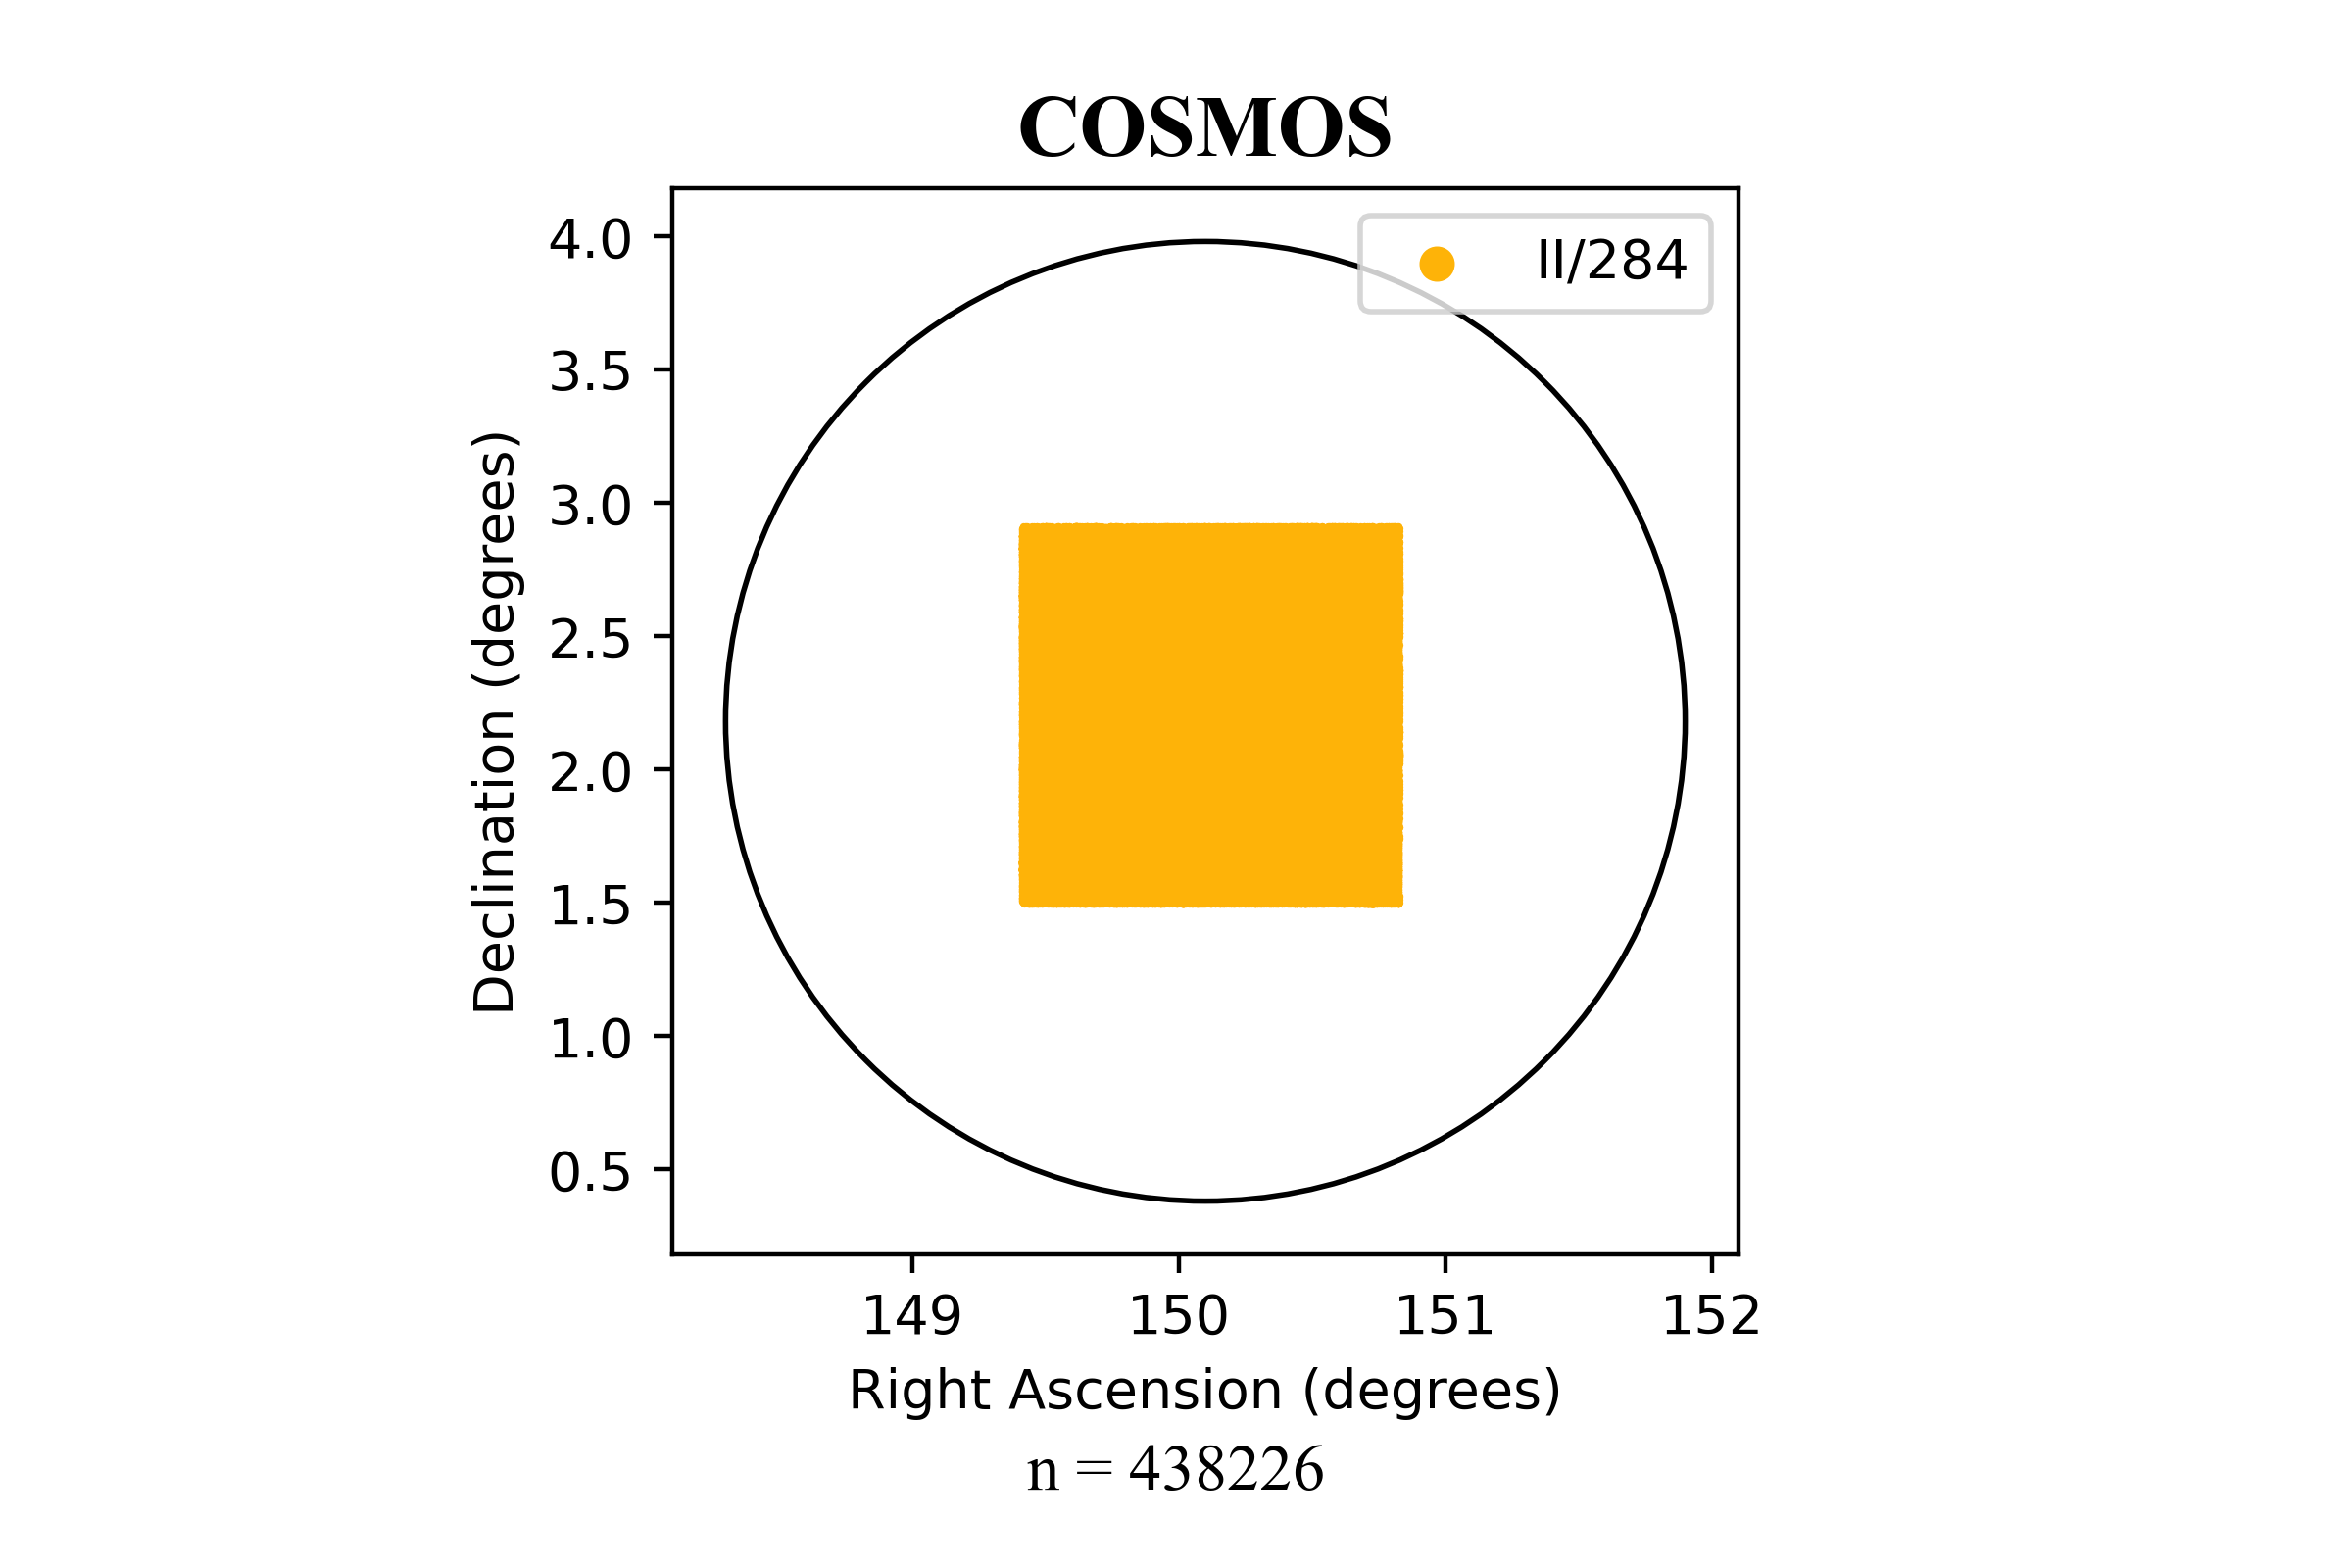 COSMOS
II/284
4.0
3.5
3.0
2.5
2.0
1.5
1.0
0.5
Declination (degrees)
149 150 151 152
Right Ascension (degrees)
n = 438226